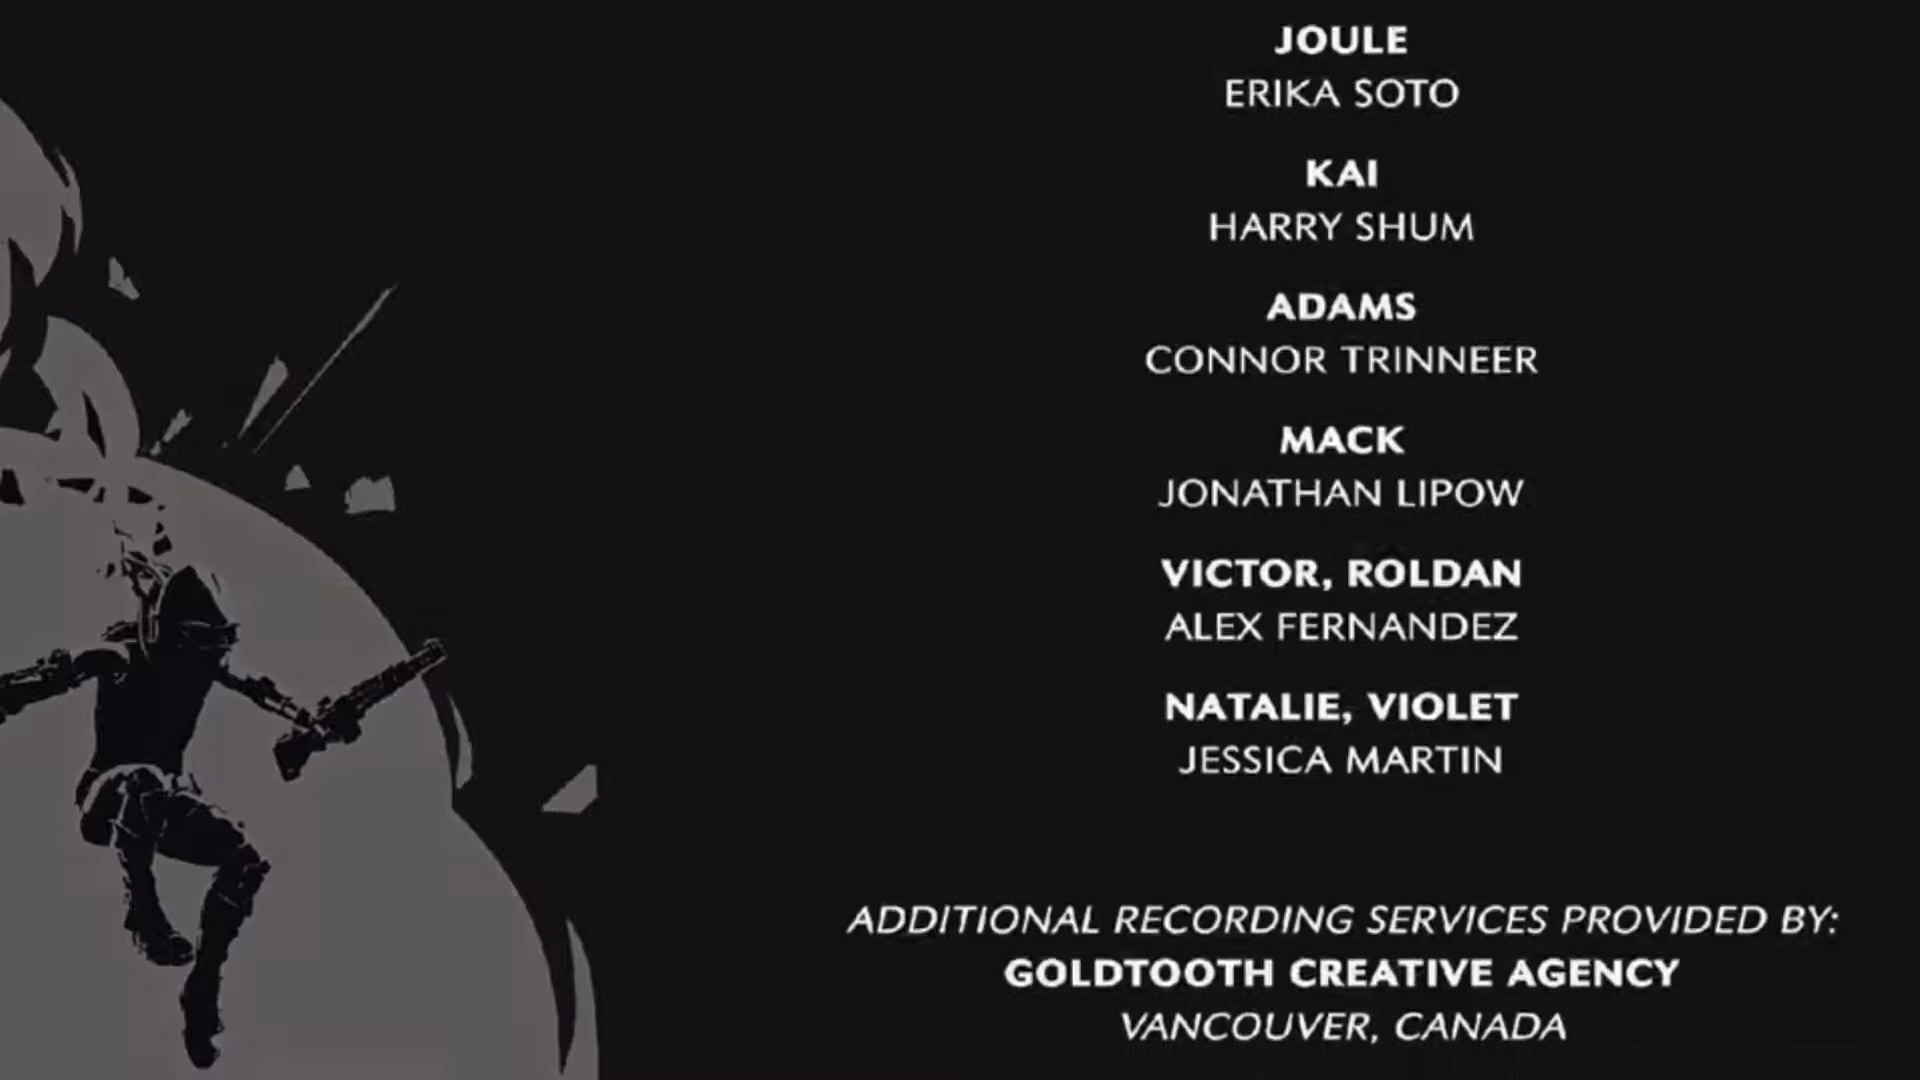 JOULE
ERIKA SOTO
KAI
HARRY SHUM
ADAMS
CONNOR TRINNEER
MACK
JONATHAN LIPOW
VICTOR, ROLDAN
ALEX FERNANDEZ
NATALIE, VIOLET
JESSICA MARTIN
ADDITIONAL RECORDING SERVICES PROVIDED BY:
GOLDTOOTH CREATIVE AGENCY
VANCOUVER, CANADA